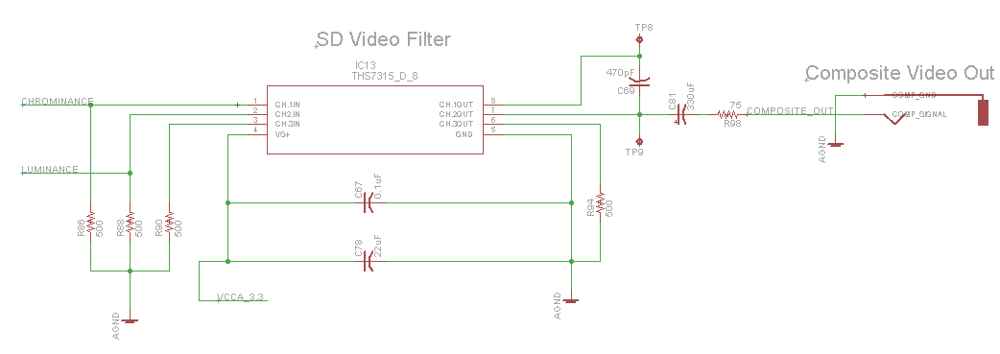 SD Video Filter
Composite Video Out
IC13
THS7315_D_8
TP8
470pF
C69
C81
330uF
75
R98
COMPOSITE_OUT
COMP_GND
COMP_SIGNAL
CHROMINANCE
LUMINANCE
1
2
3
4
CH.1IN
CH2.IN
CH.3IN
VS+
CH.1OUT
CH.2OUT
CH.3OUT
GND
8
7
6
5
TP9
AGND
C67
0.1uF
R86
500
R88
500
R90
500
R94
500
C78
22uF
VCCA_3.3
AGND
AGND